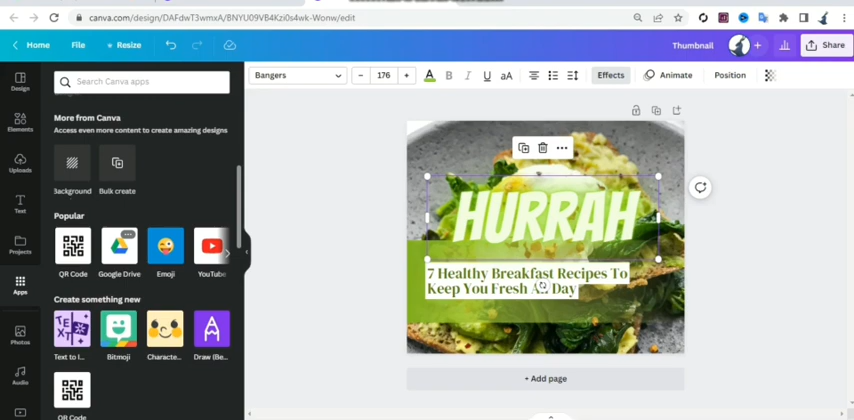 canva.com/design/DAFdwT3wmxA/BNYU09VB4Kzi0s4wk-Wonw/edit
Home
File
Resize
Thumbnail
Share
Search Canva apps
Bangers
176
A
B
I
U
aA
Effects
Animate
Position
Design
Elements
Uploads
Text
Projects
Apps
Photos
Audio
More from Canva
Access even more content to create amazing designs
Background
Bulk create
Popular
QR Code
Google Drive
Emoji
YouTube
Create something new
Text to I...
Bitmoji
Characte...
Draw (Be...
QR Code
HURRAH
7 Healthy Breakfast Recipes To
Keep You Fresh All Day
+ Add page